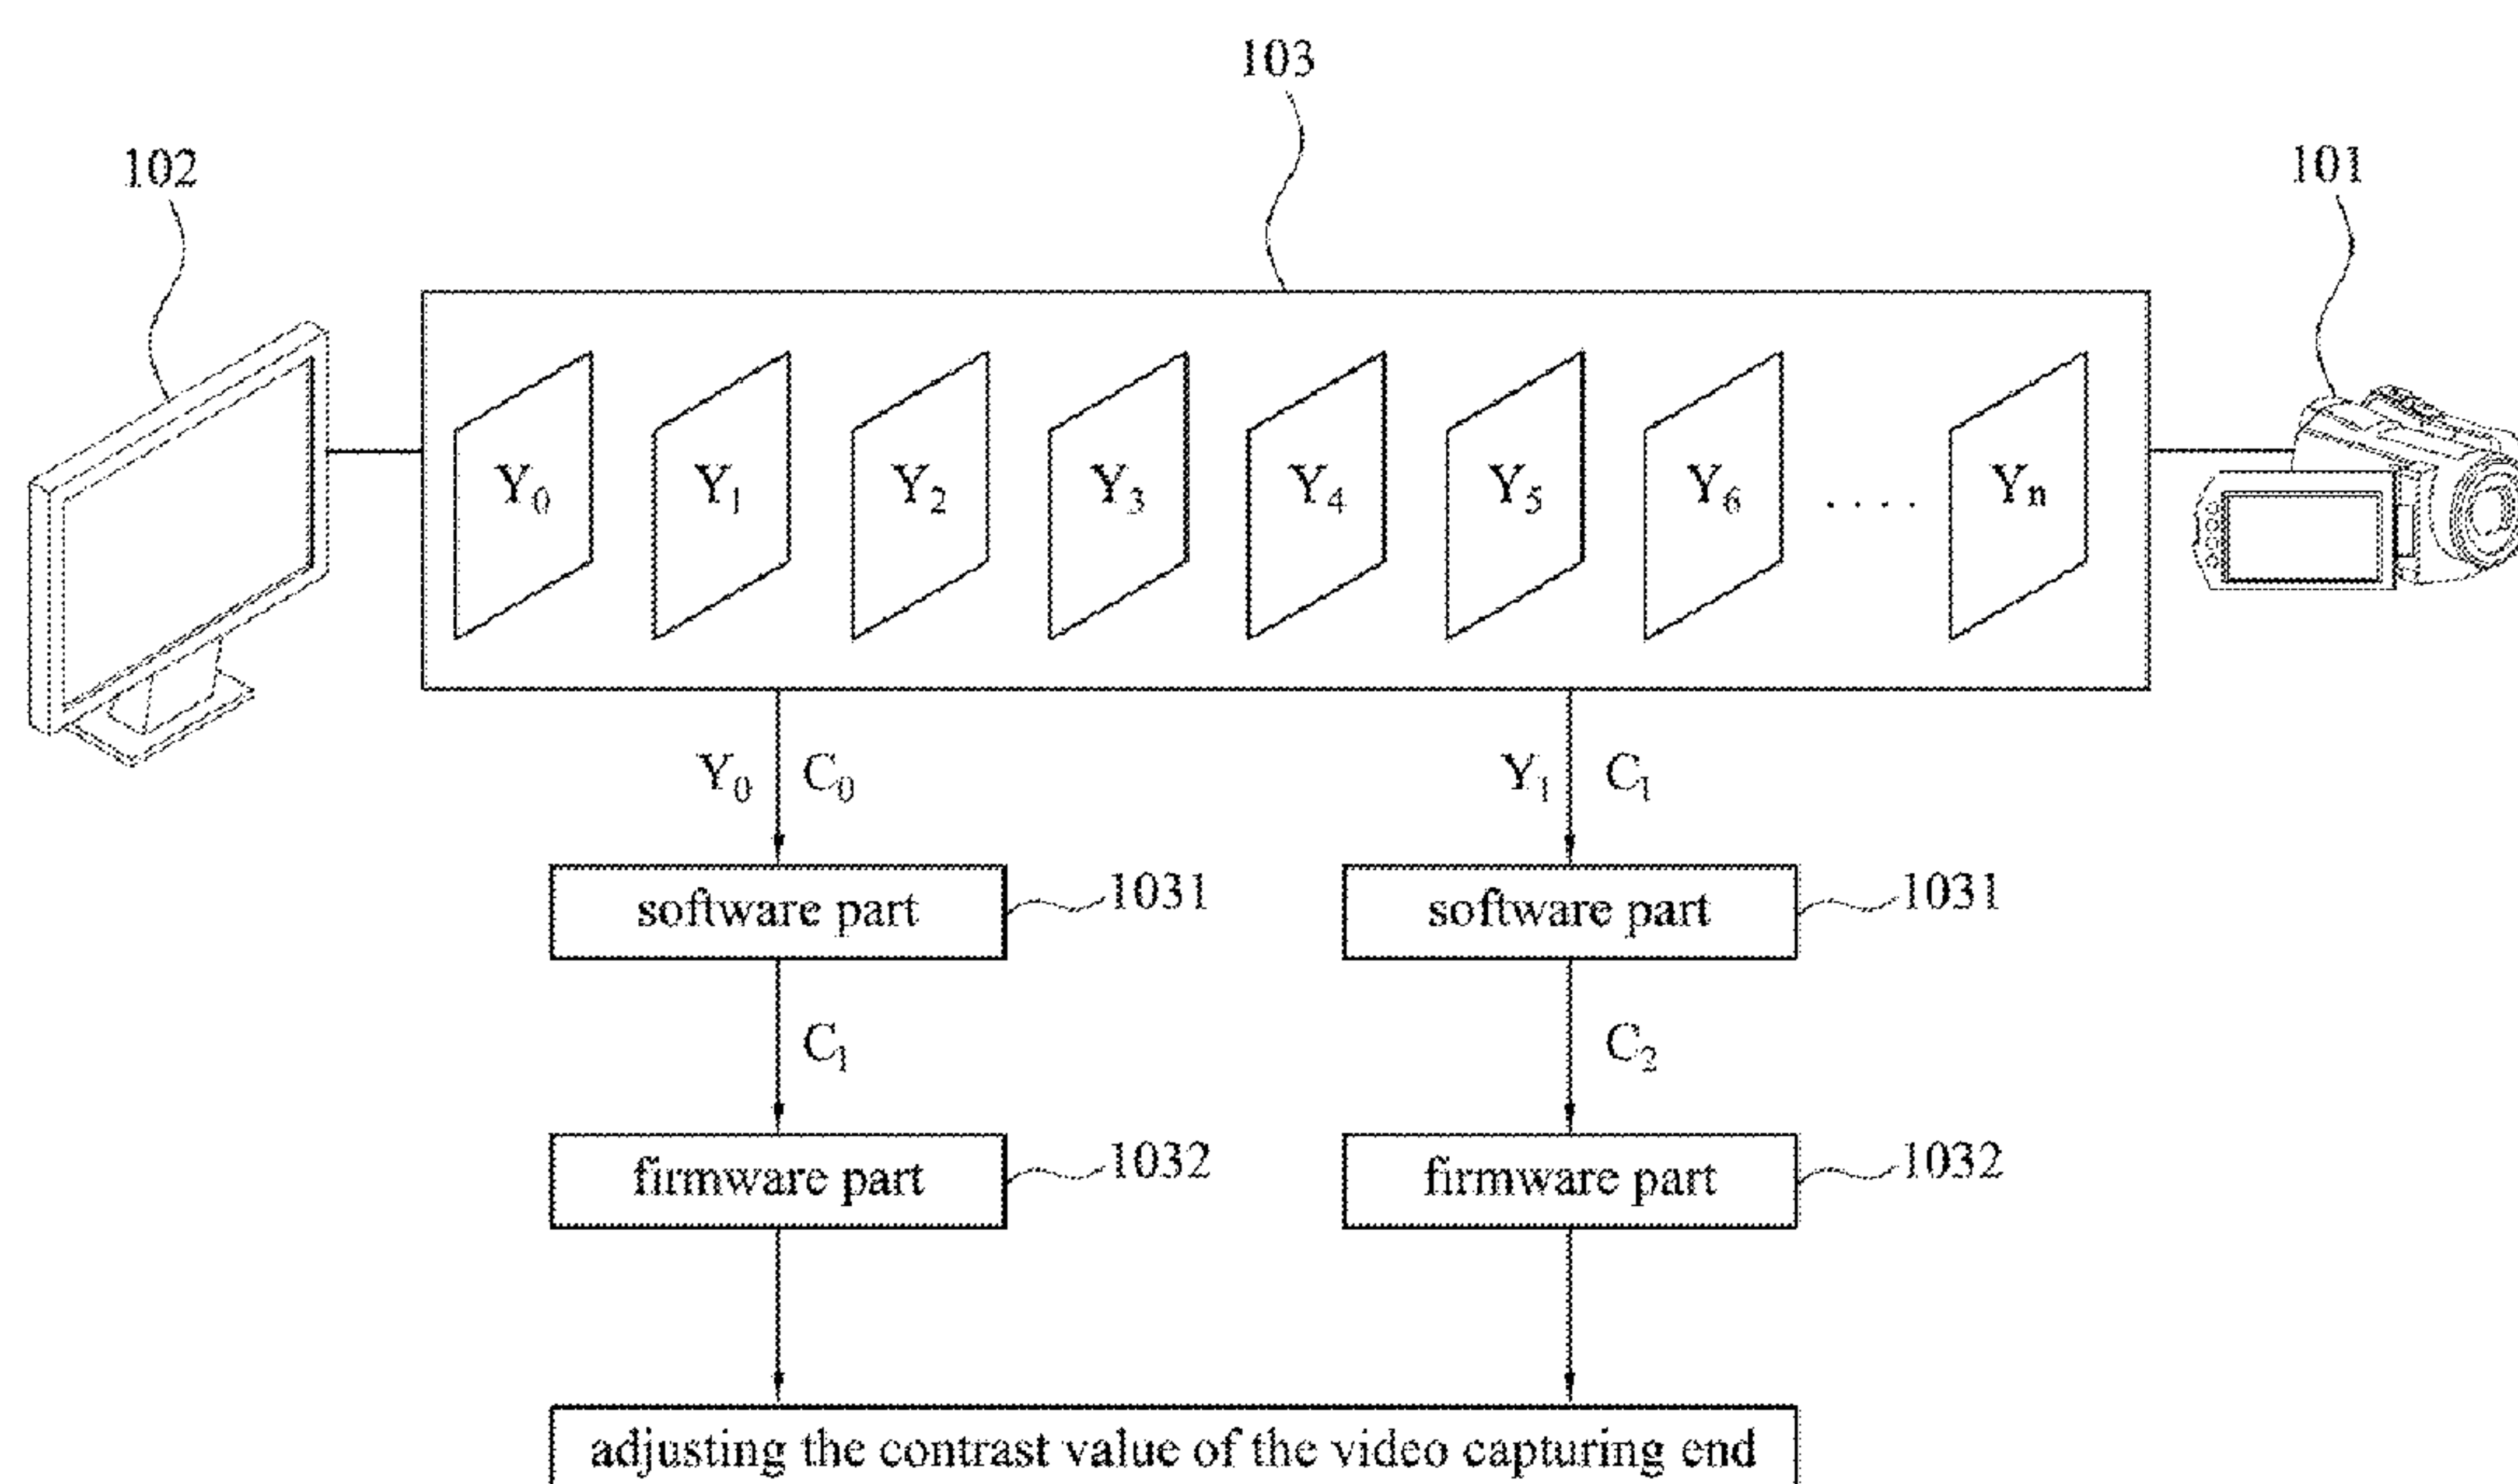 103
102
101
Y₀ Y₁ Y₂ Y₃ Y₄ Y₅ Y₆ . . . . Yₙ
Y₀ C₀ Y₁ C₁
software part 1031 software part 1031
C₁ C₂
firmware part 1032 firmware part 1032
adjusting the contrast value of the video capturing end